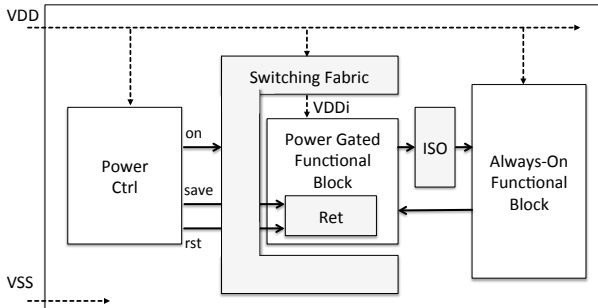 VDD
Switching Fabric
VDDi
on
Power
Ctrl
Power Gated
Functional
Block
ISO
Always-On
Functional
Block
save
Ret
rst
VSS